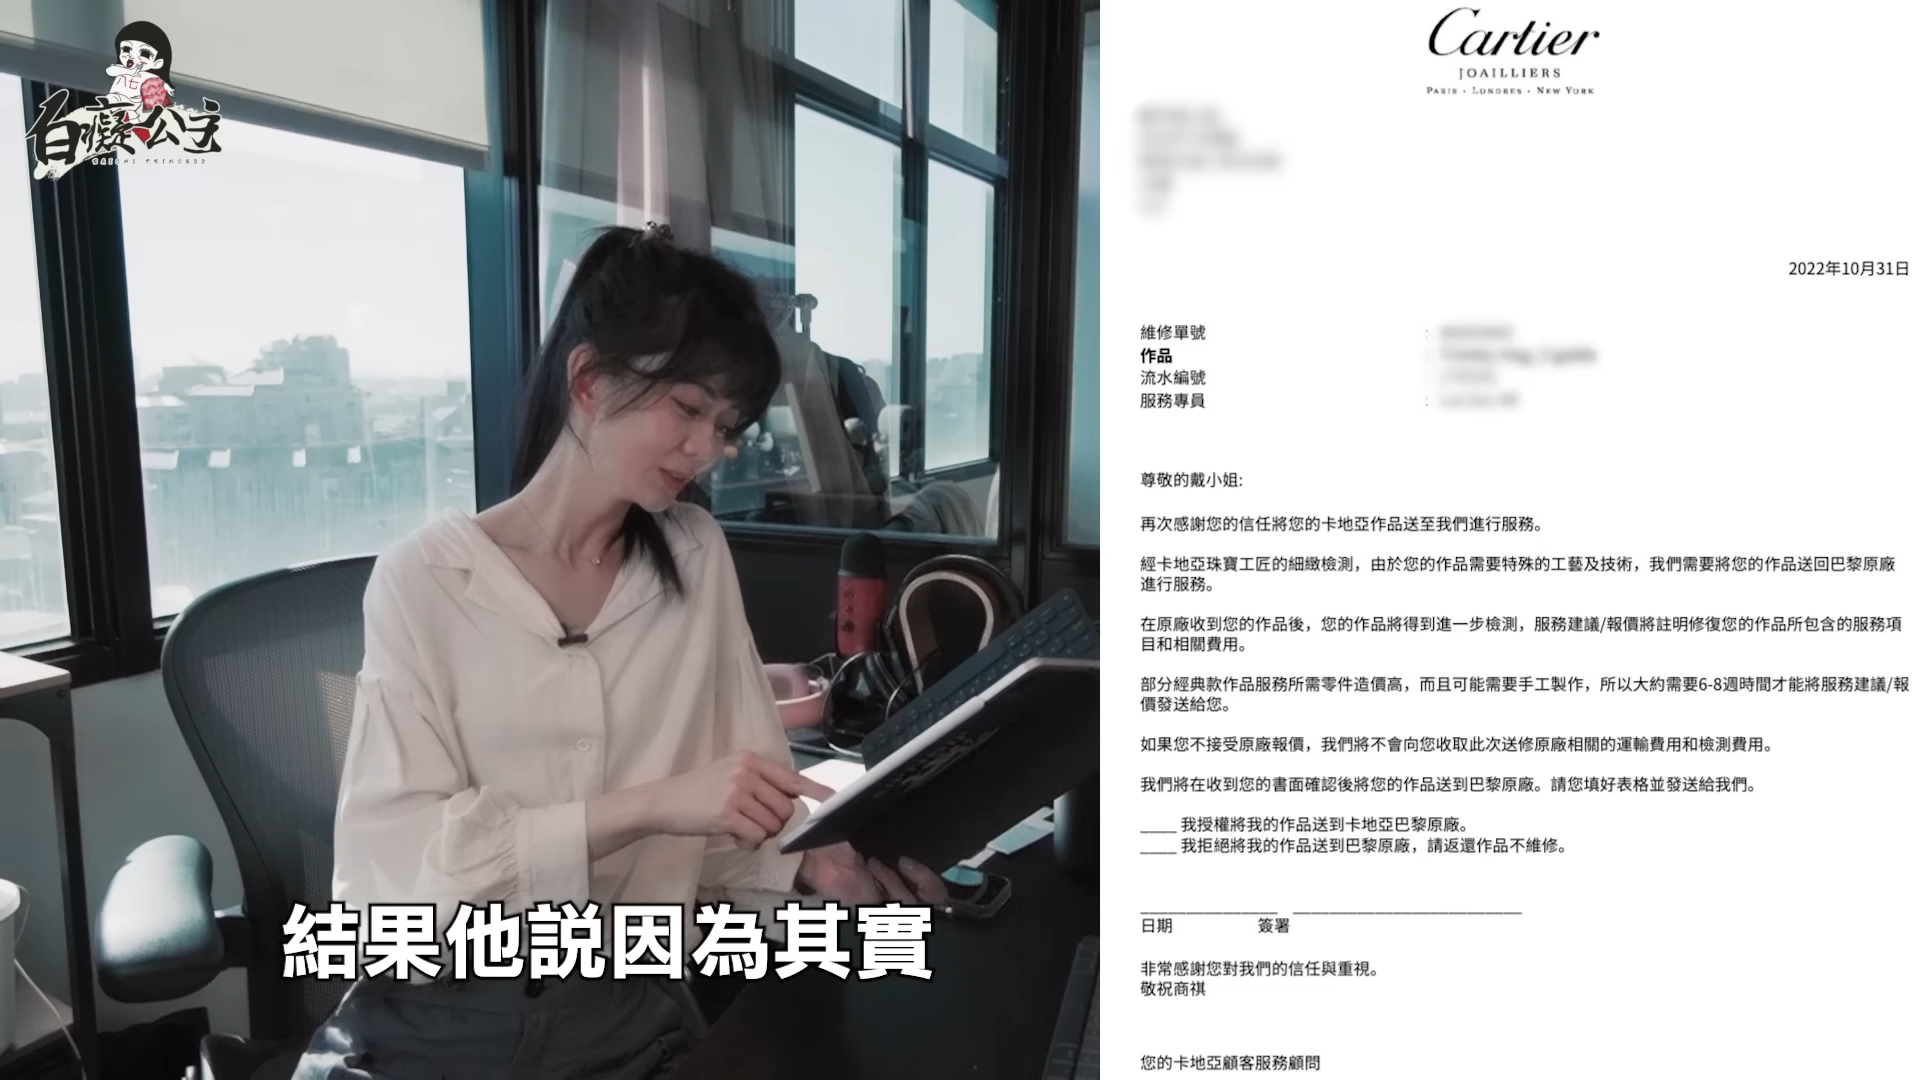 八七
白癡公主
BAICHI PRINCESS
結果他説因為其實
Cartier
JOAILLIERS
PARIS · LONDRES · NEW YORK
2022年10月31日
維修單號 :
作品
流水編號
服務專員 :
尊敬的戴小姐:
再次感謝您的信任將您的卡地亞作品送至我們進行服務。
經卡地亞珠寶工匠的細緻檢測，由於您的作品需要特殊的工藝及技術，我們需要將您的作品送回巴黎原廠
進行服務。
在原廠收到您的作品後，您的作品將得到進一步檢測，服務建議/報價將註明修復您的作品所包含的服務項
目和相關費用。
部分經典款作品服務所需零件造價高，而且可能需要手工製作，所以大約需要6-8週時間才能將服務建議/報
價發送給您。
如果您不接受原廠報價，我們將不會向您收取此次送修原廠相關的運輸費用和檢測費用。
我們將在收到您的書面確認後將您的作品送到巴黎原廠。請您填好表格並發送給我們。
____ 我授權將我的作品送到卡地亞巴黎原廠。
____ 我拒絕將我的作品送到巴黎原廠，請返還作品不維修。
日期 簽署
非常感謝您對我們的信任與重視。
敬祝商祺
您的卡地亞顧客服務顧問